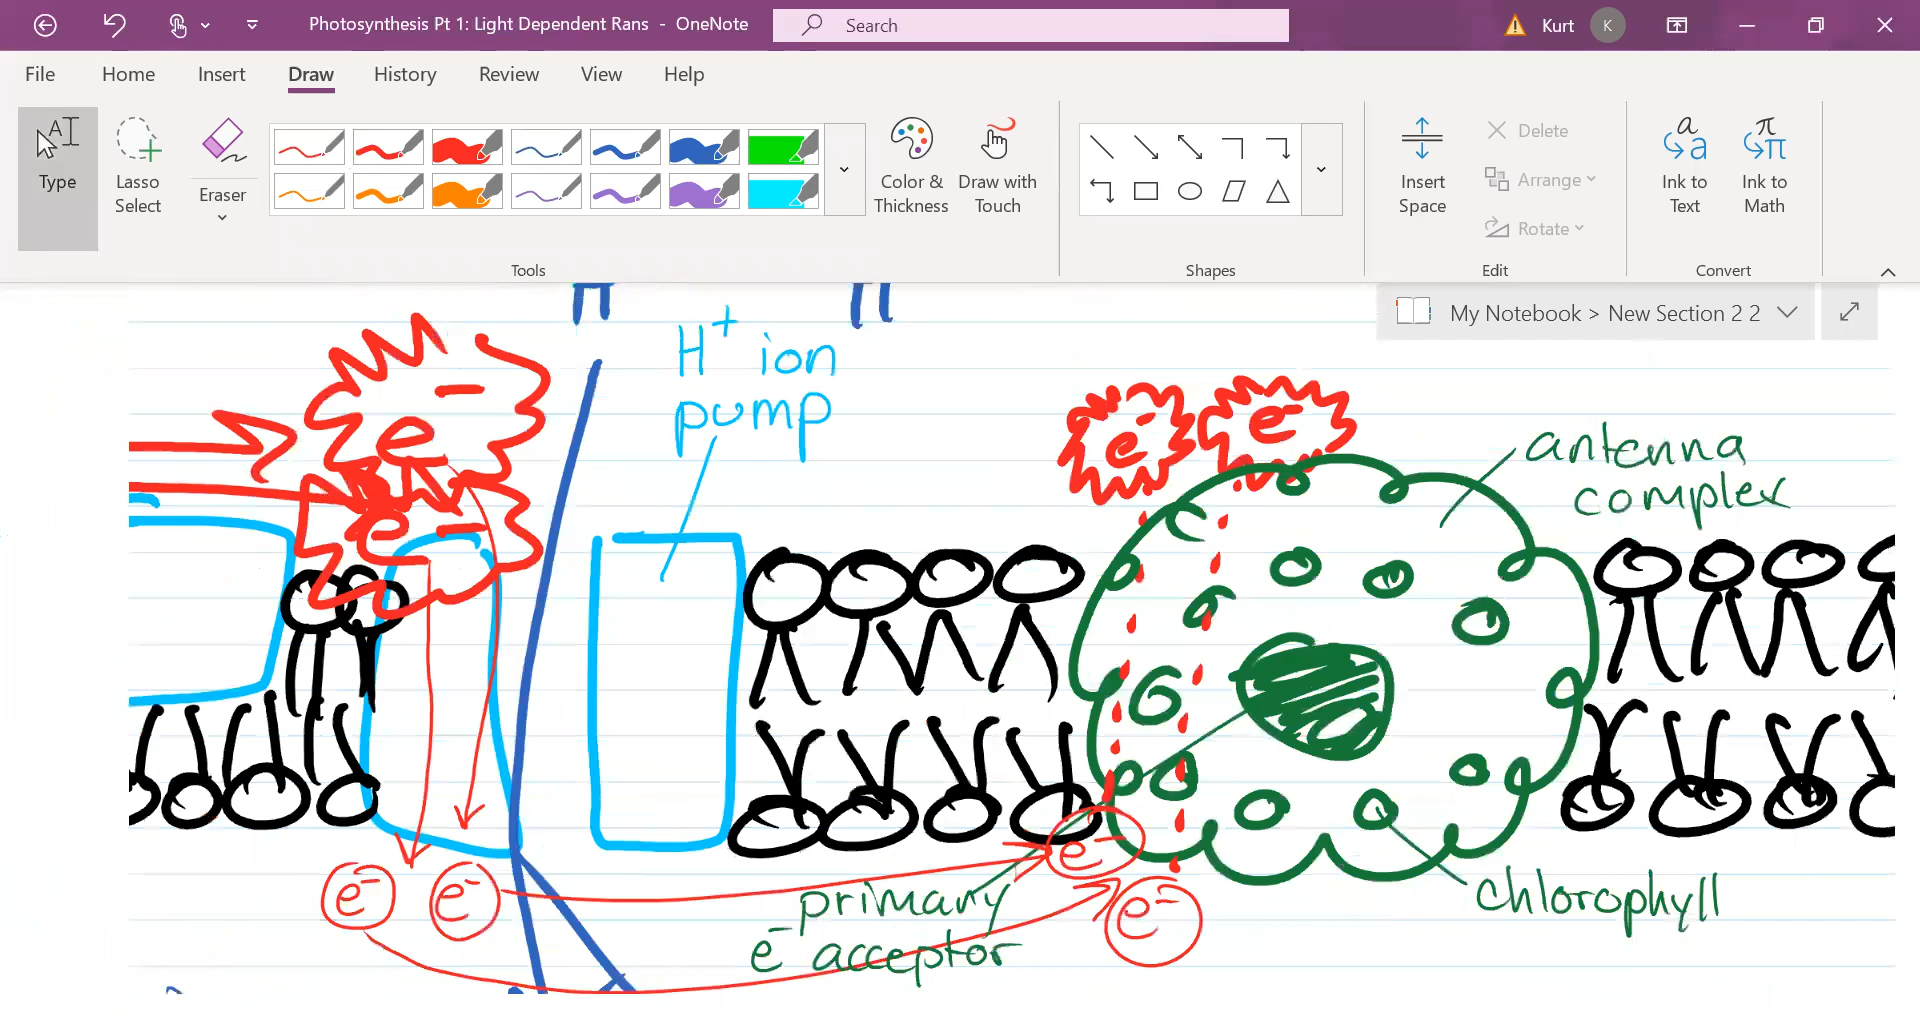 Photosynthesis Pt 1: Light Dependent Rans - OneNote
Search
Kurt
K
File
Home
Insert
Draw
History
Review
View
Help
Type
Lasso
Select
Eraser
Color &
Thickness
Draw with
Touch
Insert
Space
Delete
Arrange
Rotate
Ink to
Text
Ink to
Math
Tools
Shapes
Edit
Convert
My Notebook > New Section 2 2
H+ ion
pump
e-
e-
e-
e-
antenna
complex
e-
e-
e-
e-
primary
e- acceptor
chlorophyll